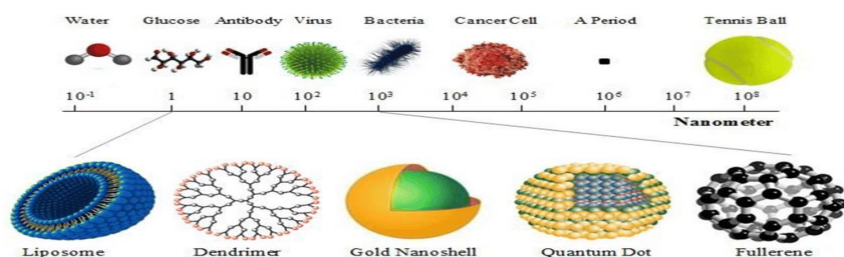 Water Glucose Antibody Virus Bacteria Cancer Cell A Period Tennis Ball
10⁻¹ 1 10 10² 10³ 10⁴ 10⁵ 10⁶ 10⁷ 10⁸
Nanometer
Liposome Dendrimer Gold Nanoshell Quantum Dot Fullerene